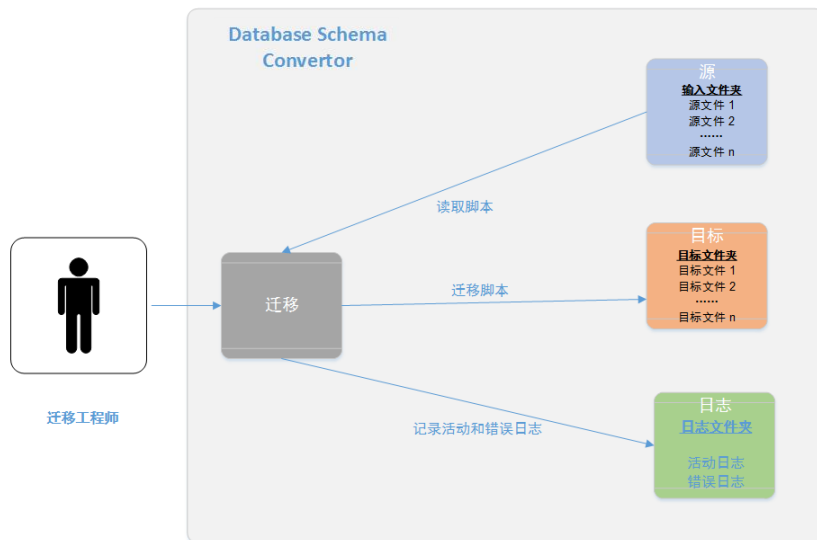 Database Schema
Convertor
源
输入文件夹
源文件 1
源文件 2
······
源文件 n
读取脚本
迁移
迁移脚本
目标
目标文件夹
目标文件 1
目标文件 2
······
目标文件 n
迁移工程师
记录活动和错误日志
日志
日志文件夹
活动日志
错误日志